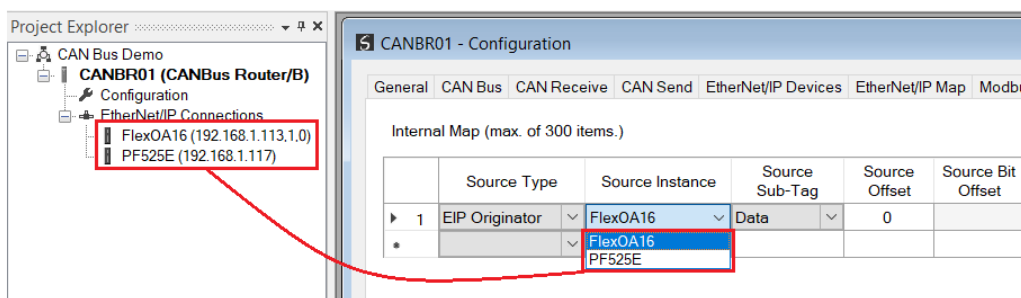 Project Explorer
CAN Bus Demo
CANBR01 (CANBus Router/B)
Configuration
EtherNet/IP Connections
FlexOA16 (192.168.1.113,1,0)
PF525E (192.168.1.117)
CANBR01 - Configuration
General CAN Bus CAN Receive CAN Send EtherNet/IP Devices EtherNet/IP Map
Internal Map (max. of 300 items.)
Source Type Source Instance Source Sub-Tag Source Offset Source Bit Offset
1 EIP Originator FlexOA16 Data 0
*
FlexOA16
PF525E